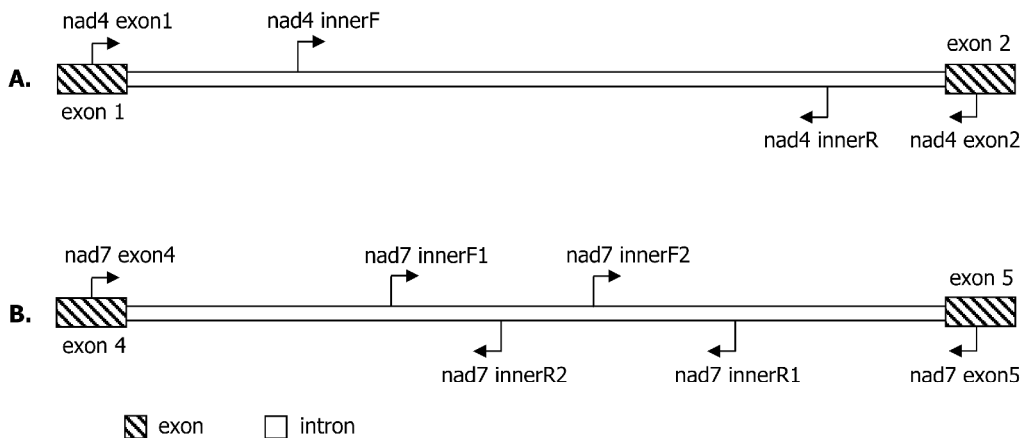 nad4 exon1
nad4 innerF
exon 2
A.
exon 1
nad4 innerR
nad4 exon2
nad7 exon4
nad7 innerF1
nad7 innerF2
exon 5
B.
exon 4
nad7 innerR2
nad7 innerR1
nad7 exon5
exon
intron